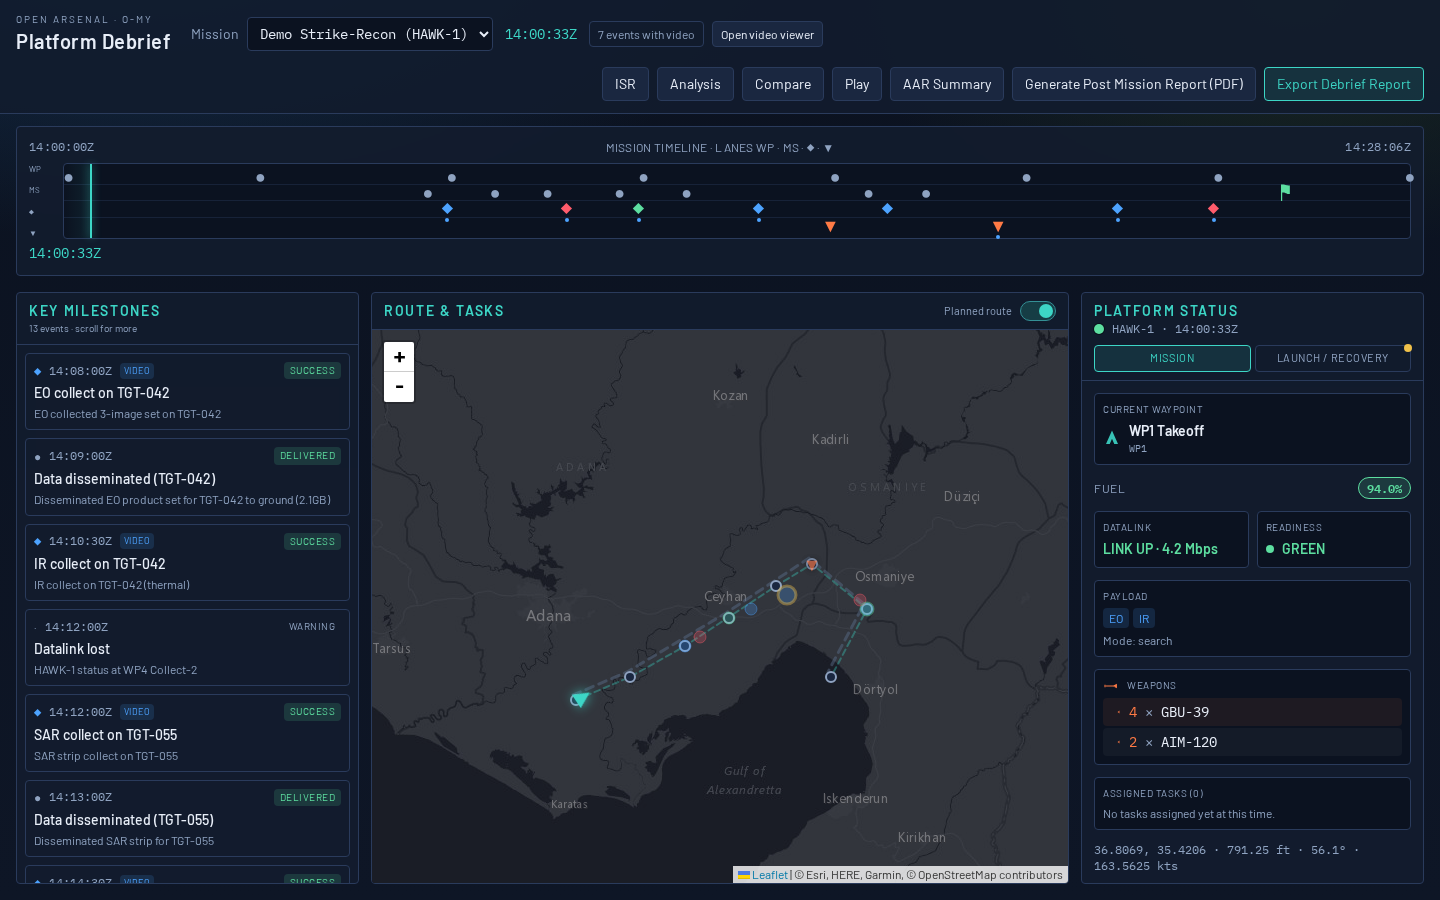 OPEN ARSENAL · O-MY
Platform Debrief
Mission
Demo Strike-Recon (HAWK-1)
14:00:33Z
7 events with video
Open video viewer
ISR
Analysis
Compare
Play
AAR Summary
Generate Post Mission Report (PDF)
Export Debrief Report
14:00:00Z
MISSION TIMELINE · LANES WP · MS · ◆ · ▼
14:28:06Z
WP
MS
◆
▼
14:00:33Z
KEY MILESTONES
13 events · scroll for more
◆ 14:08:00Z VIDEO SUCCESS
EO collect on TGT-042
EO collected 3-image set on TGT-042
● 14:09:00Z DELIVERED
Data disseminated (TGT-042)
Disseminated EO product set for TGT-042 to ground (2.1GB)
◆ 14:10:30Z VIDEO SUCCESS
IR collect on TGT-042
IR collect on TGT-042 (thermal)
· 14:12:00Z WARNING
Datalink lost
HAWK-1 status at WP4 Collect-2
◆ 14:12:00Z VIDEO SUCCESS
SAR collect on TGT-055
SAR strip collect on TGT-055
● 14:13:00Z DELIVERED
Data disseminated (TGT-055)
Disseminated SAR strip for TGT-055
◆ 14:14:30Z VIDEO SUCCESS
ROUTE & TASKS
Planned route
+
-
Kozan
Kadirli
ADANA
OSMANIYE
Düziçi
Osmaniye
Ceyhan
Adana
Tarsus
Dörtyol
Gulf of
Alexandretta
Karatas
Iskenderun
Kirikhan
Leaflet | © Esri, HERE, Garmin, © OpenStreetMap contributors
PLATFORM STATUS
HAWK-1 · 14:00:33Z
MISSION
LAUNCH / RECOVERY
CURRENT WAYPOINT
WP1 Takeoff
WP1
FUEL
94.0%
DATALINK
LINK UP · 4.2 Mbps
READINESS
GREEN
PAYLOAD
EO IR
Mode: search
WEAPONS
· 4 × GBU-39
· 2 × AIM-120
ASSIGNED TASKS (0)
No tasks assigned yet at this time.
36.8069, 35.4206 · 791.25 ft · 56.1° ·
163.5625 kts